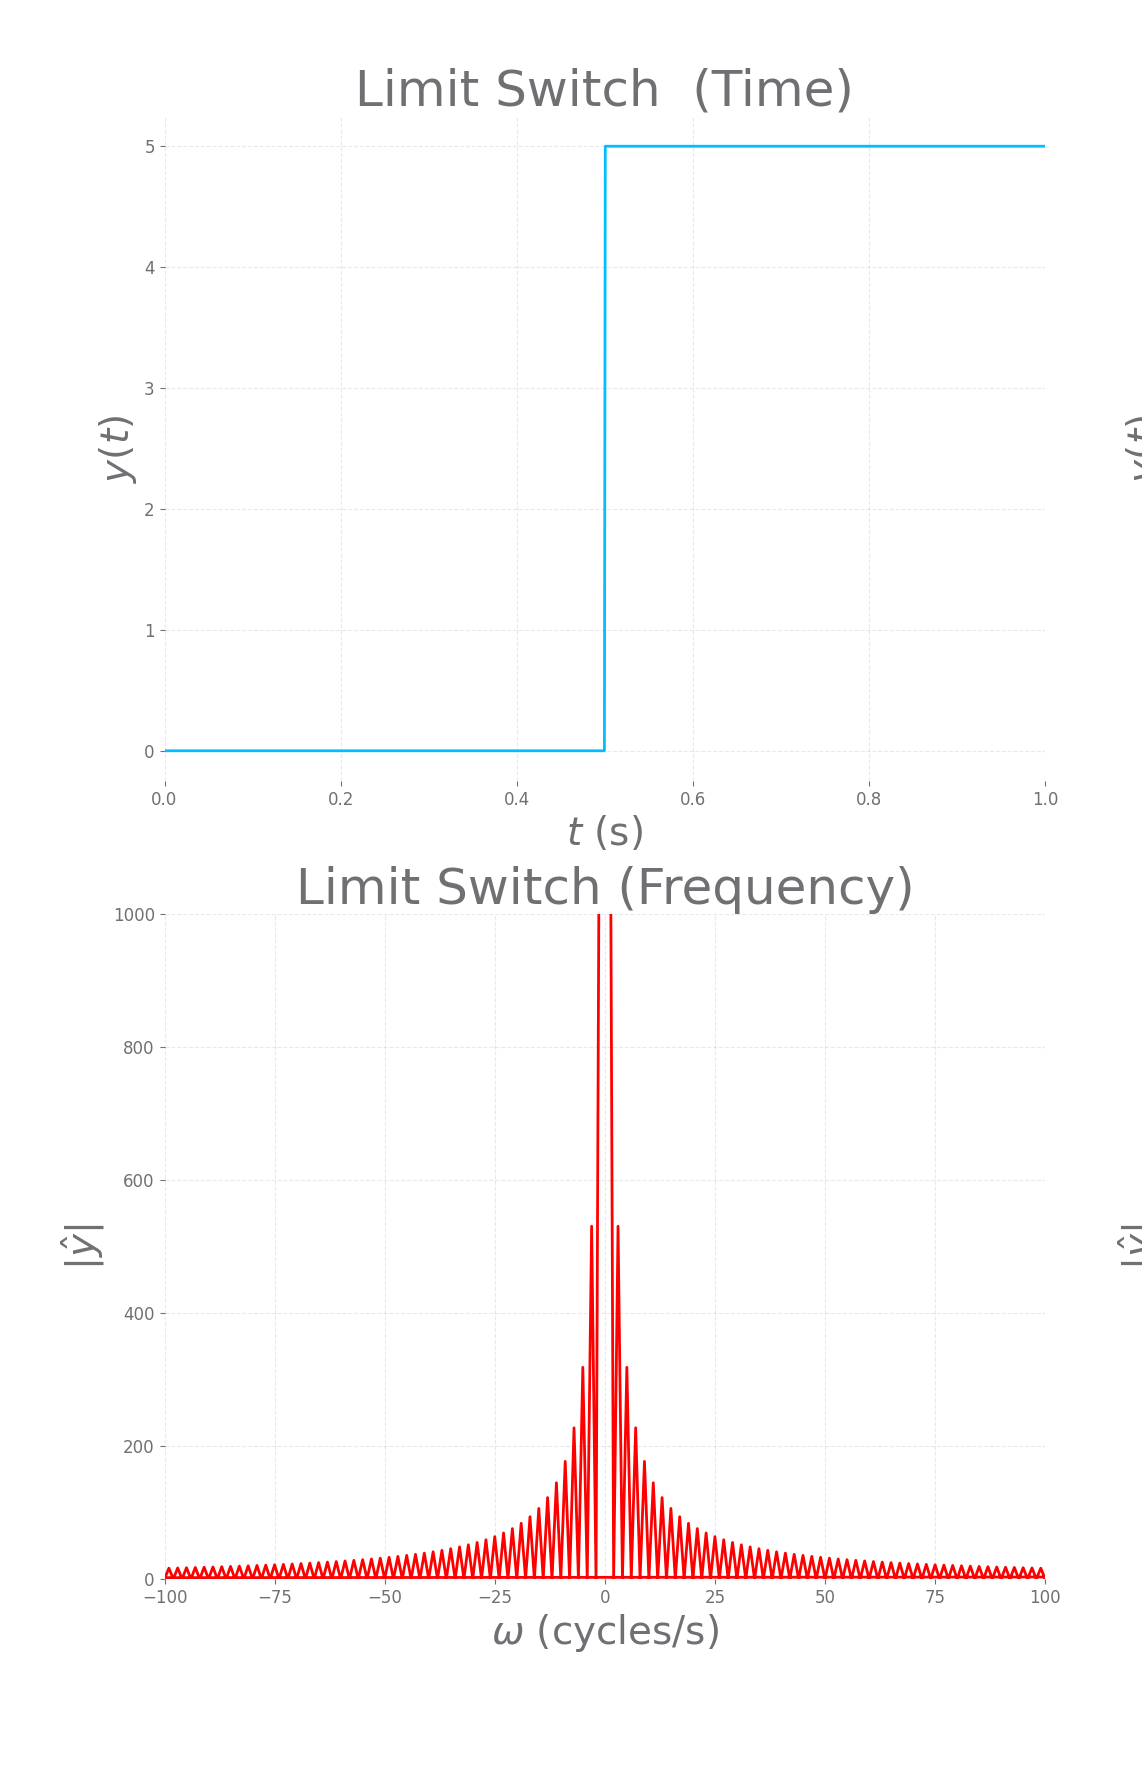 Limit Switch (Time)
5
4
3
2
1
0
y(t)
0.0 0.2 0.4 0.6 0.8 1.0
t (s)
Limit Switch (Frequency)
1000
800
600
400
200
0
|ŷ|
−100 −75 −50 −25 0 25 50 75 100
ω (cycles/s)
y(t)
|ŷ|